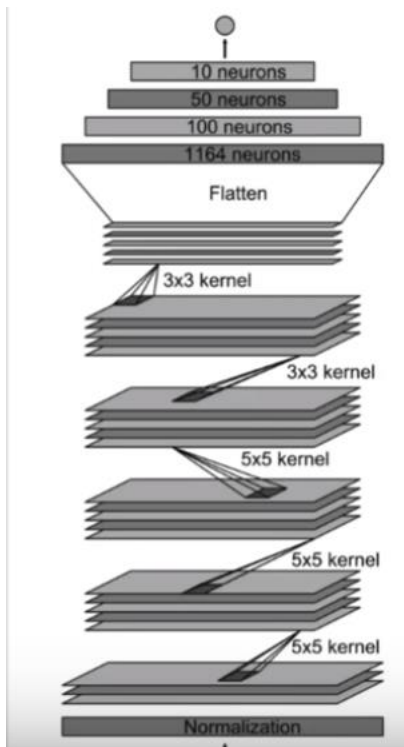 10 neurons
50 neurons
100 neurons
1164 neurons
Flatten
3x3 kernel
3x3 kernel
5x5 kernel
5x5 kernel
5x5 kernel
Normalization